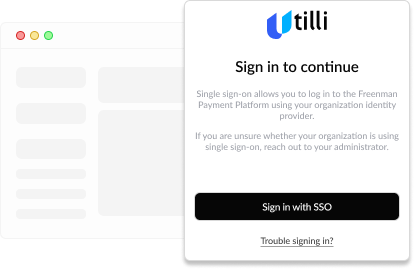 Utilli
Sign in to continue
Single sign-on allows you to log in to the Freenman
Payment Platform using your organization identity
provider.
If you are unsure whether your organization is using
single sign-on, reach out to your administrator.
Sign in with SSO
Trouble signing in?